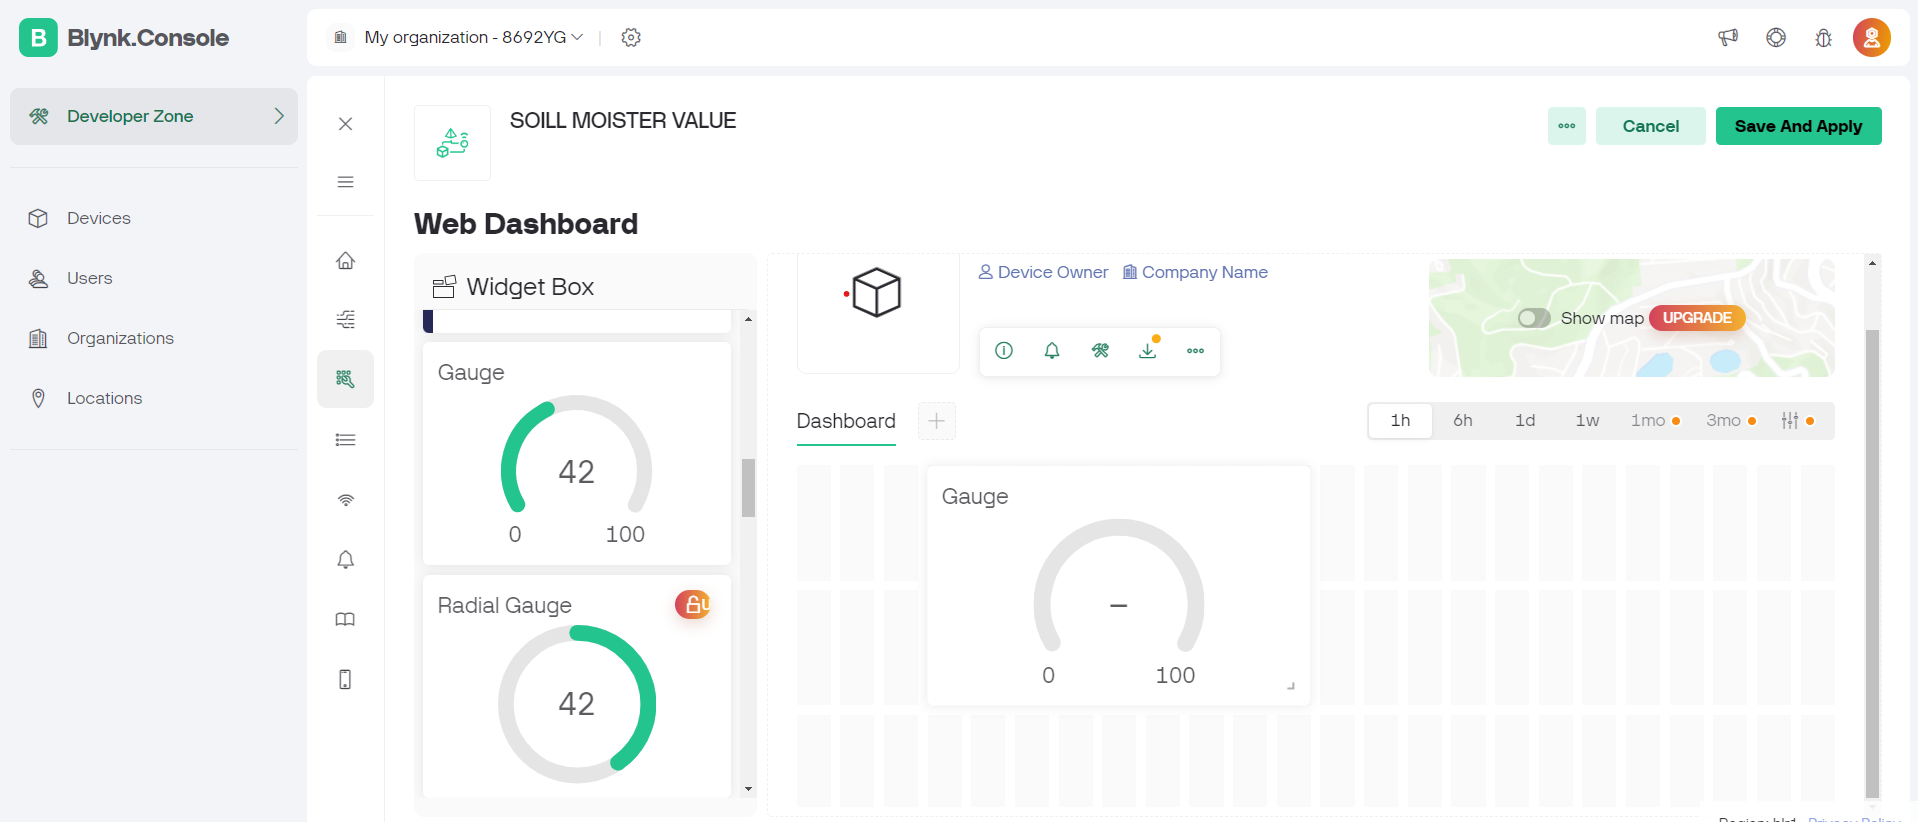 B Blynk.Console
My organization - 8692YG
Developer Zone
Devices
Users
Organizations
Locations
SOILL MOISTER VALUE
Cancel
Save And Apply
Web Dashboard
Widget Box
Gauge
42
0 100
Radial Gauge
42
Device Owner Company Name
Show map UPGRADE
Dashboard
1h 6h 1d 1w 1mo 3mo
Gauge
–
0 100
Privacy Policy